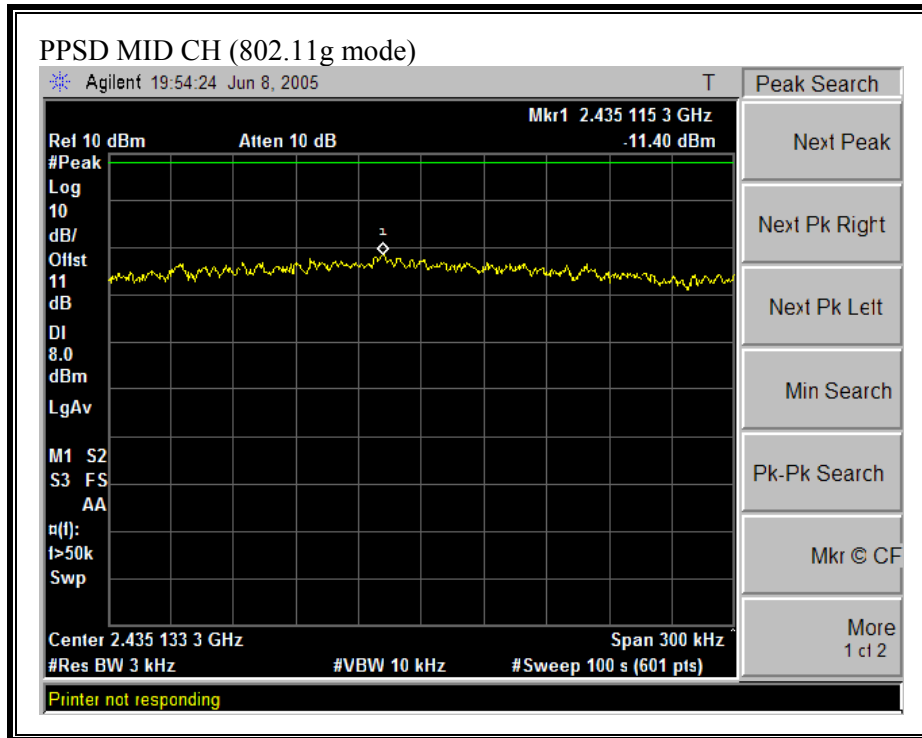 PPSD MID CH (802.11g mode)
Agilent 19:54:24 Jun 8, 2005 T
Peak Search
Mkr1 2.435 115 3 GHz
Ref 10 dBm Atten 10 dB -11.40 dBm
#Peak
Log
10
dB/
Offst
11
dB
DI
8.0
dBm
LgAv
M1 S2
S3 FS
AA
¤(f):
f>50k
Swp
1
Center 2.435 133 3 GHz Span 300 kHz
#Res BW 3 kHz #VBW 10 kHz #Sweep 100 s (601 pts)
Printer not responding
Next Peak
Next Pk Right
Next Pk Left
Min Search
Pk-Pk Search
Mkr © CF
More
1 of 2